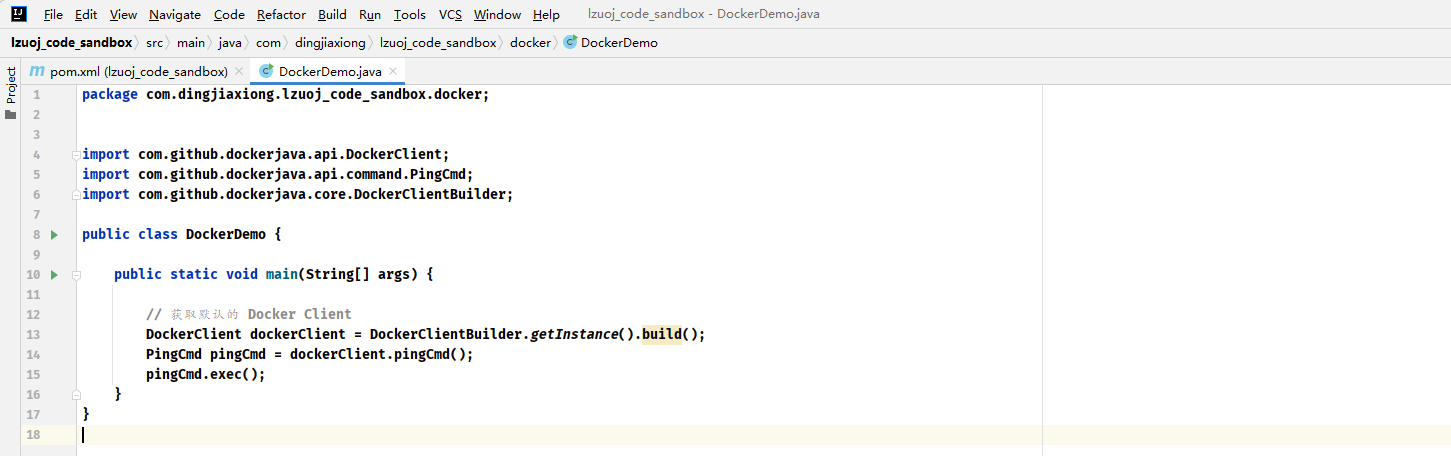 File Edit View Navigate Code Refactor Build Run Tools VCS Window Help lzuoj_code_sandbox - DockerDemo.java
lzuoj_code_sandbox src main java com dingjiaxiong lzuoj_code_sandbox docker DockerDemo
Project
pom.xml (lzuoj_code_sandbox) DockerDemo.java
1 package com.dingjiaxiong.lzuoj_code_sandbox.docker;
2
3
4 import com.github.dockerjava.api.DockerClient;
5 import com.github.dockerjava.api.command.PingCmd;
6 import com.github.dockerjava.core.DockerClientBuilder;
7
8 public class DockerDemo {
9
10 public static void main(String[] args) {
11
12 // 获取默认的 Docker Client
13 DockerClient dockerClient = DockerClientBuilder.getInstance().build();
14 PingCmd pingCmd = dockerClient.pingCmd();
15 pingCmd.exec();
16 }
17 }
18